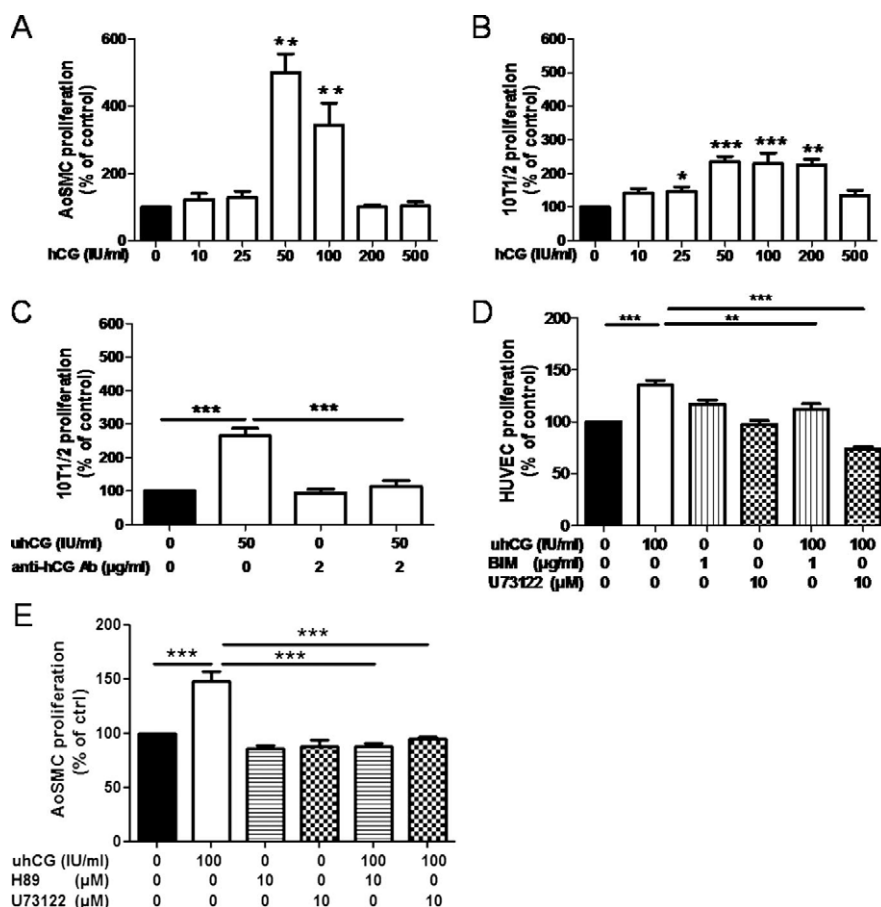 A
AoSMC proliferation
(% of control)
600
400
200
100
0
**
**
hCG (IU/ml)
0 10 25 50 100 200 500
B
10T1/2 proliferation
(% of control)
600
400
300
200
100
0
*
***
***
**
hCG (IU/ml)
0 10 25 50 100 200 500
C
10T1/2 proliferation
(% of control)
600
400
300
200
100
0
***
***
uhCG (IU/ml) 0 50 0 50
anti-hCG Ab (µg/ml) 0 0 2 2
D
HUVEC proliferation
(% of control)
200
150
100
50
0
***
**
***
uhCG (IU/ml) 0 100 0 0 100 100
BIM (µg/ml) 0 0 1 0 1 0
U73122 (µM) 0 0 0 10 0 10
E
AoSMC proliferation
(% of ctrl)
200
150
100
50
0
***
***
***
uhCG (IU/ml) 0 100 0 0 100 100
H89 (µM) 0 0 10 0 10 0
U73122 (µM) 0 0 0 10 0 10